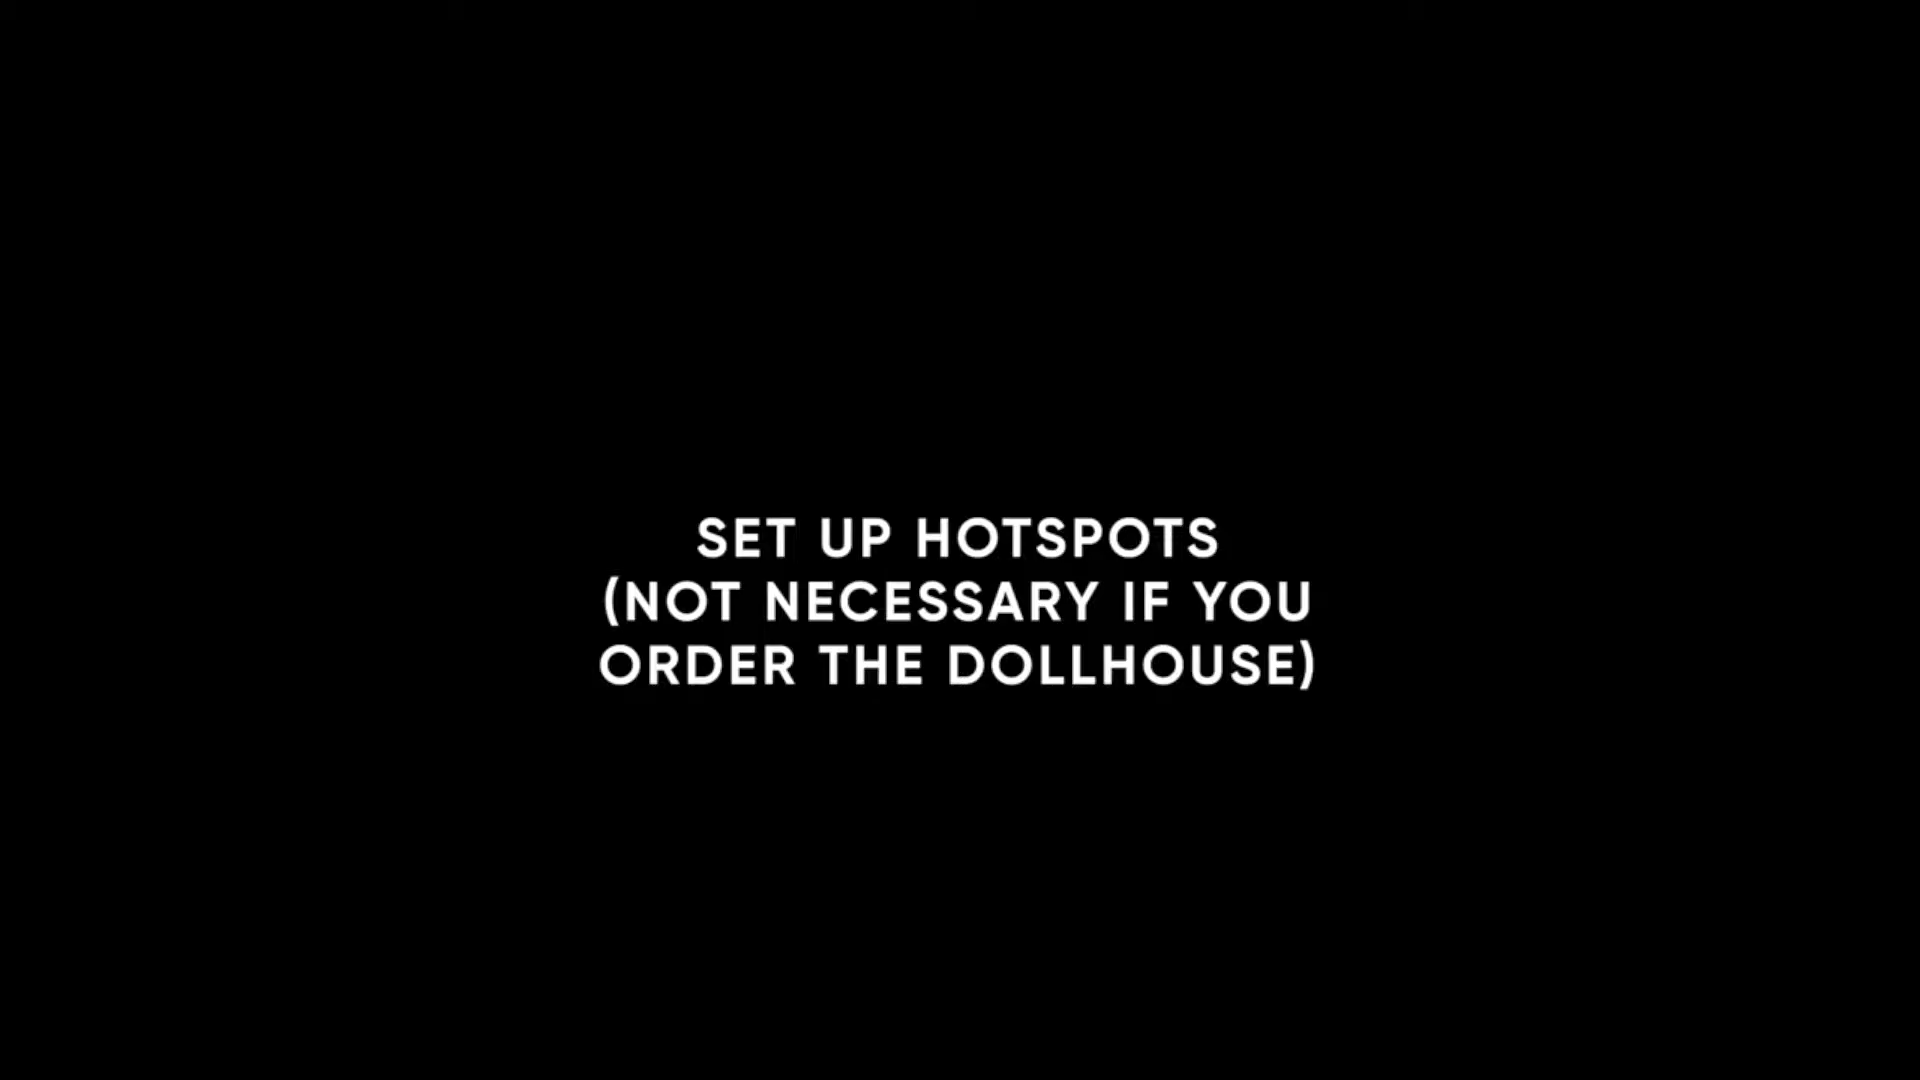 SET UP HOTSPOTS
(NOT NECESSARY IF YOU
ORDER THE DOLLHOUSE)